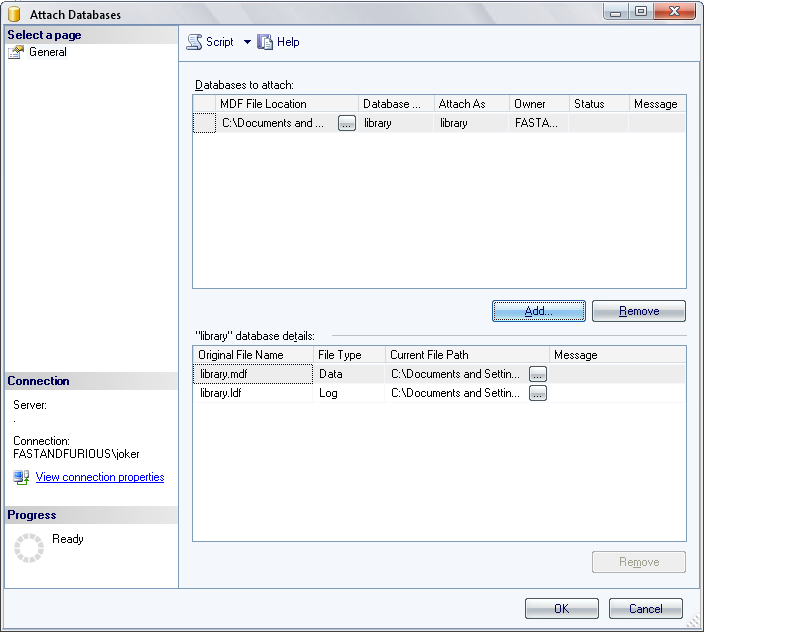 Attach Databases
Select a page
General
Script Help
Databases to attach:
MDF File Location Database ... Attach As Owner Status Message
C:\Documents and ... ... library library FASTA...
Add... Remove
"library" database details:
Original File Name File Type Current File Path Message
library.mdf Data C:\Documents and Settin... ...
library.ldf Log C:\Documents and Settin... ...
Remove
Connection
Server:
.
Connection:
FASTANDFURIOUS\joker
View connection properties
Progress
Ready
OK Cancel